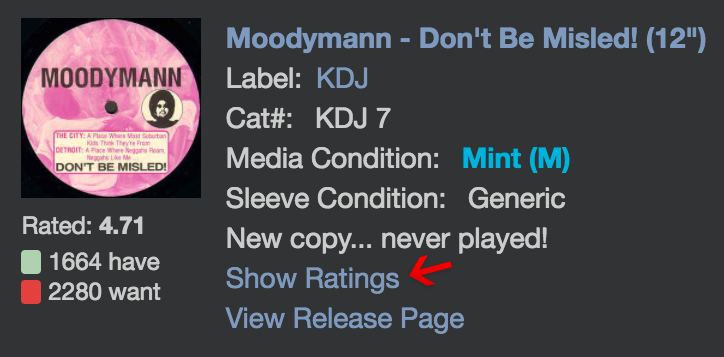 MOODYMANN
THE CITY: A Place Where Most Suburban
Kids Think They're From
DETROIT: A Place Where Neggahs Roam,
Neggahs Like Me...
DON'T BE MISLED!
Rated: 4.71
1664 have
2280 want
Moodymann - Don't Be Misled! (12")
Label: KDJ
Cat#: KDJ 7
Media Condition: Mint (M)
Sleeve Condition: Generic
New copy... never played!
Show Ratings
View Release Page